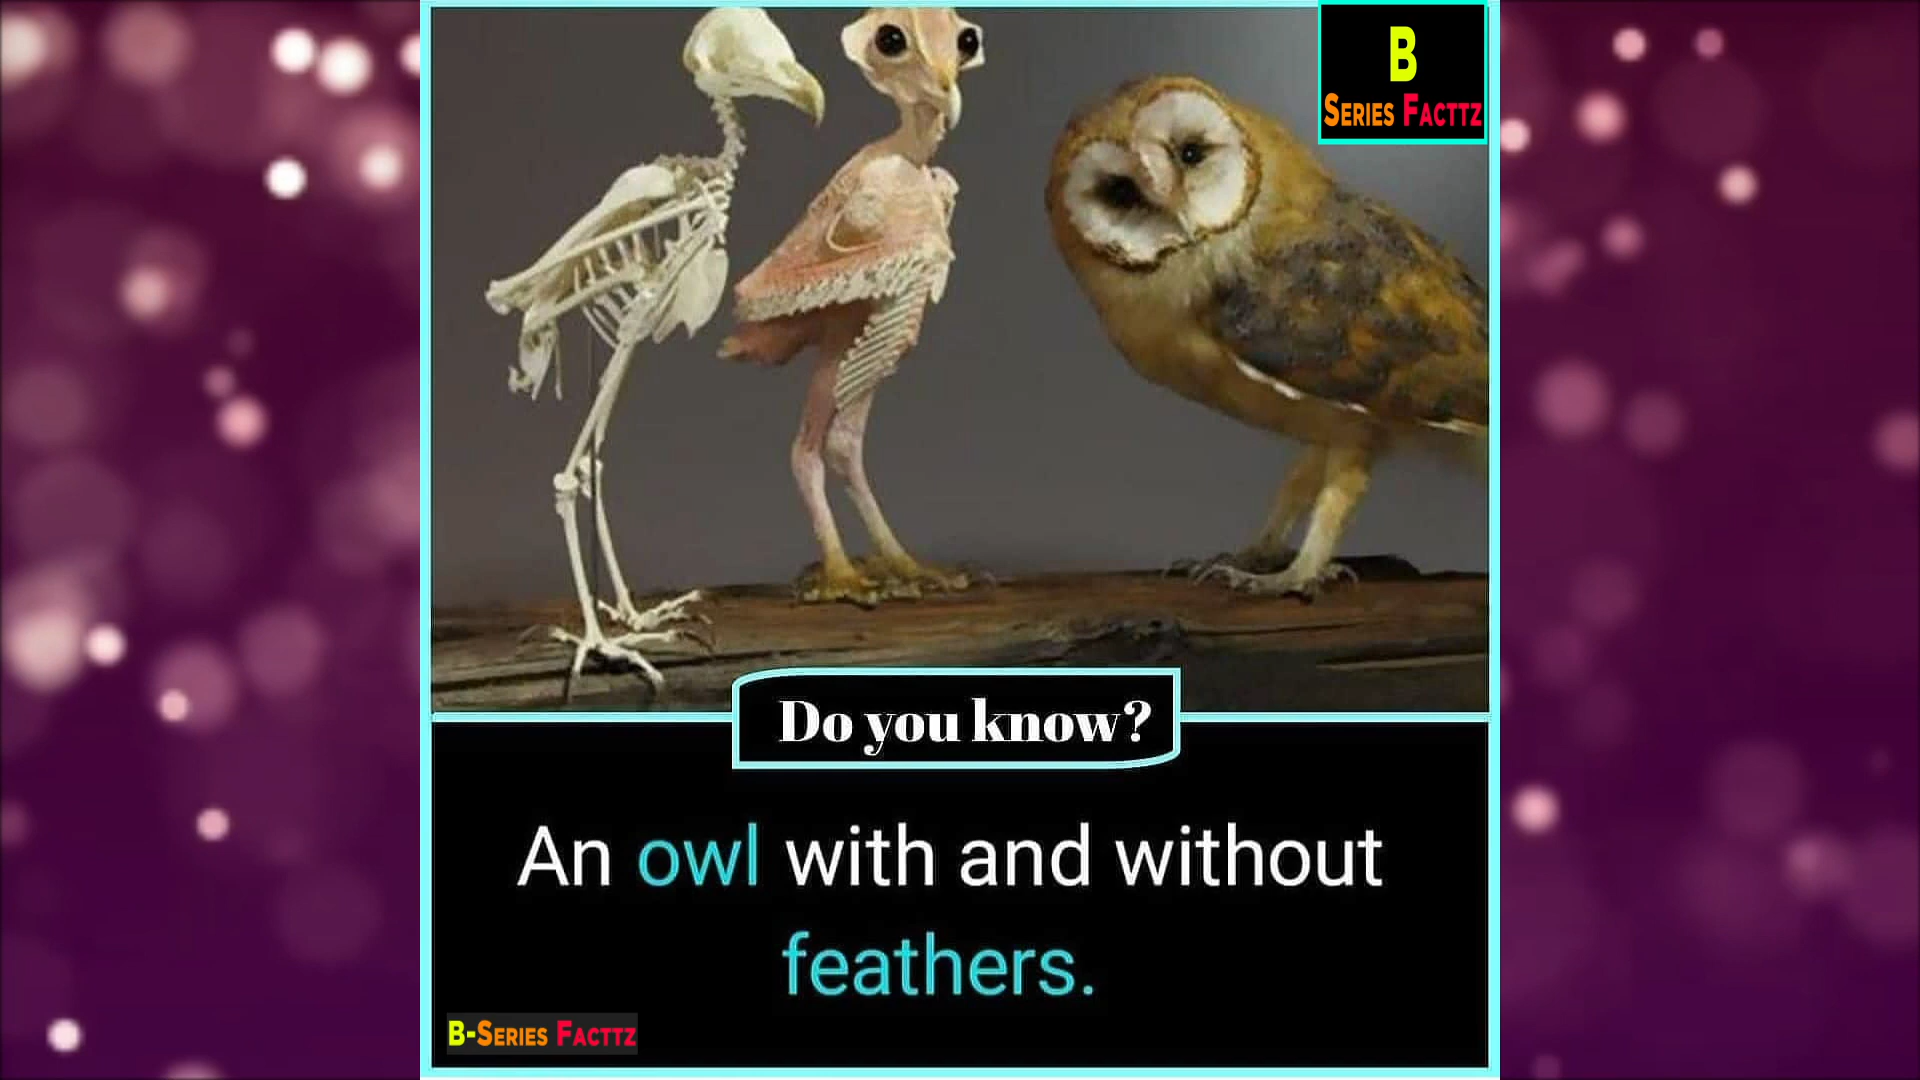 B
Series Facttz
Do you know?
An owl with and without
feathers.
B-Series Facttz